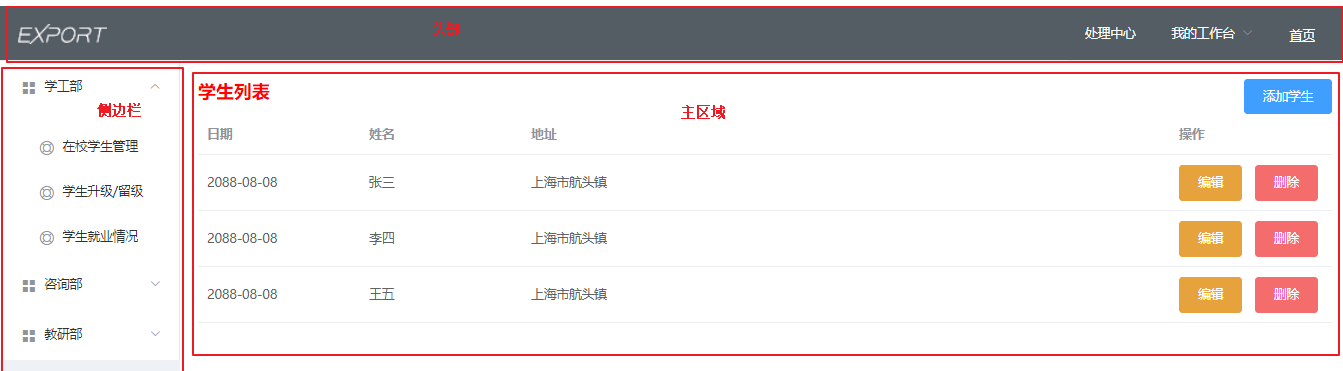 EXPORT
头部
处理中心 我的工作台 首页
学工部
侧边栏
在校学生管理
学生升级/留级
学生就业情况
咨询部
教研部
学生列表
添加学生
主区域
日期 姓名 地址 操作
2088-08-08 张三 上海市航头镇 编辑 删除
2088-08-08 李四 上海市航头镇 编辑 删除
2088-08-08 王五 上海市航头镇 编辑 删除